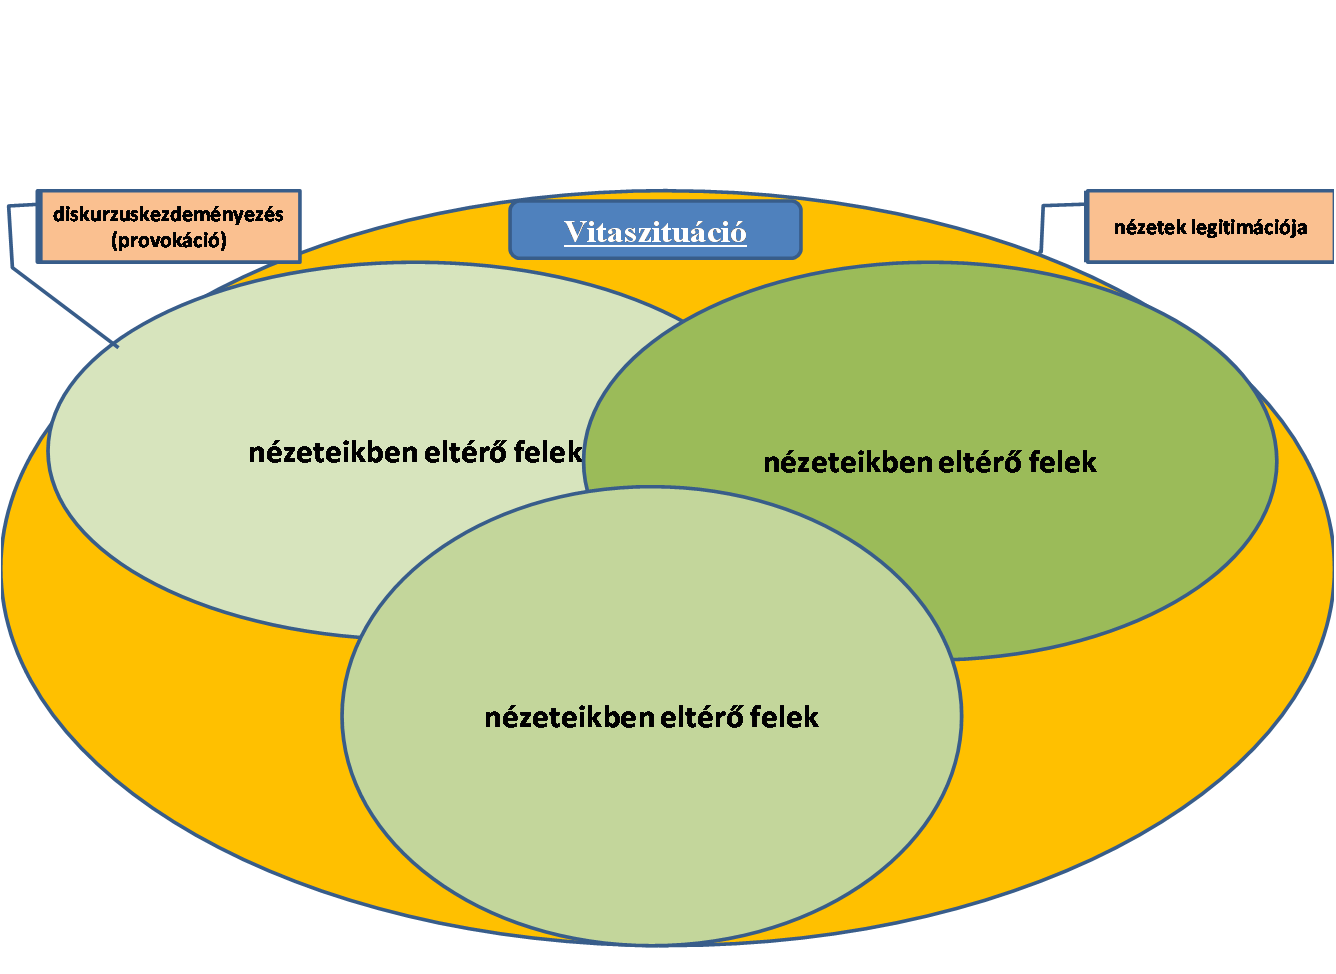 diskurzuskezdeményezés
(provokáció)
Vitaszituáció
nézetek legitimációja
nézeteikben eltérő felek
nézeteikben eltérő felek
nézeteikben eltérő felek